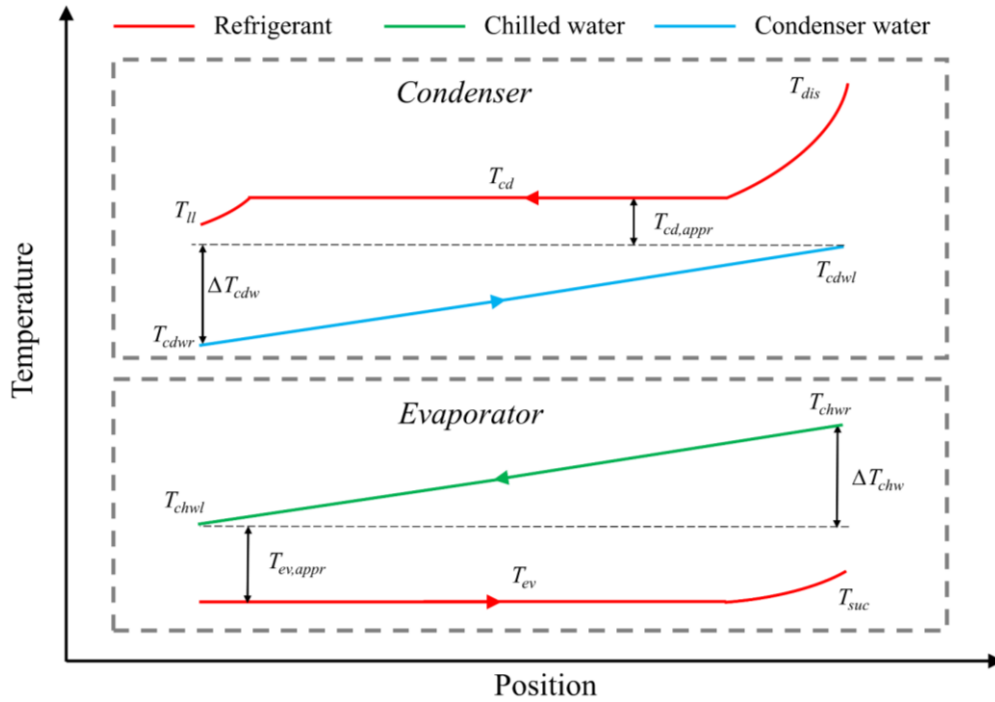 Refrigerant
Chilled water
Condenser water
Condenser
T_dis
T_cd
T_ll
T_cd,appr
ΔT_cdw
T_cdwl
T_cdwr
Temperature
Evaporator
T_chwr
T_chwl
ΔT_chw
T_ev,appr
T_ev
T_suc
Position